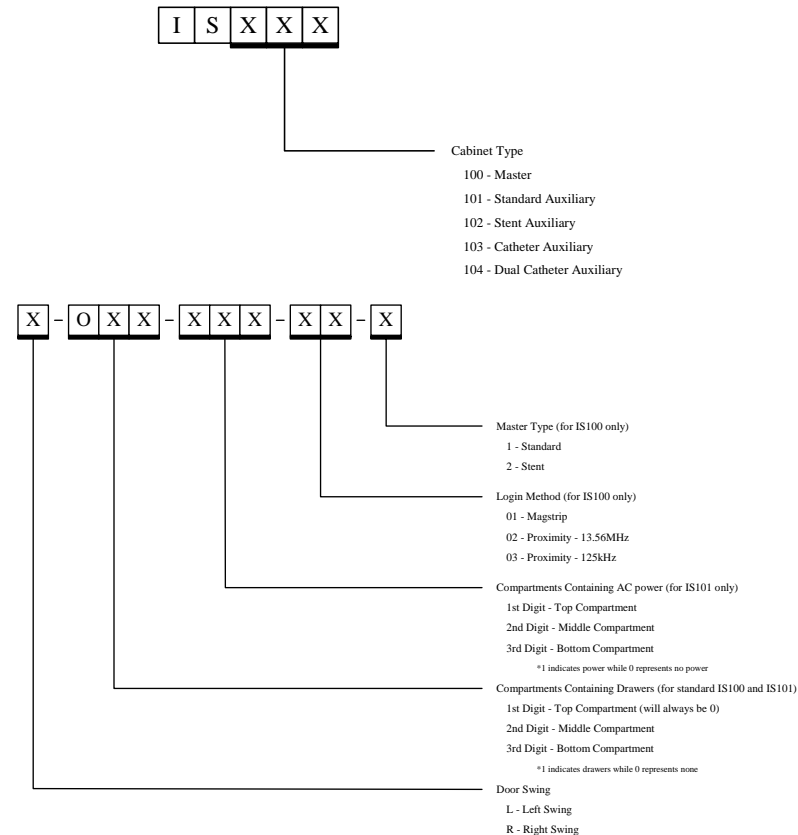 I S X X X
Cabinet Type
100 - Master
101 - Standard Auxiliary
102 - Stent Auxiliary
103 - Catheter Auxiliary
104 - Dual Catheter Auxiliary
X - O X X - X X X - X X - X
Master Type (for IS100 only)
1 - Standard
2 - Stent
Login Method (for IS100 only)
01 - Magstrip
02 - Proximity - 13.56MHz
03 - Proximity - 125kHz
Compartments Containing AC power (for IS101 only)
1st Digit - Top Compartment
2nd Digit - Middle Compartment
3rd Digit - Bottom Compartment
*1 indicates power while 0 represents no power
Compartments Containing Drawers (for standard IS100 and IS101)
1st Digit - Top Compartment (will always be 0)
2nd Digit - Middle Compartment
3rd Digit - Bottom Compartment
*1 indicates drawers while 0 represents none
Door Swing
L - Left Swing
R - Right Swing